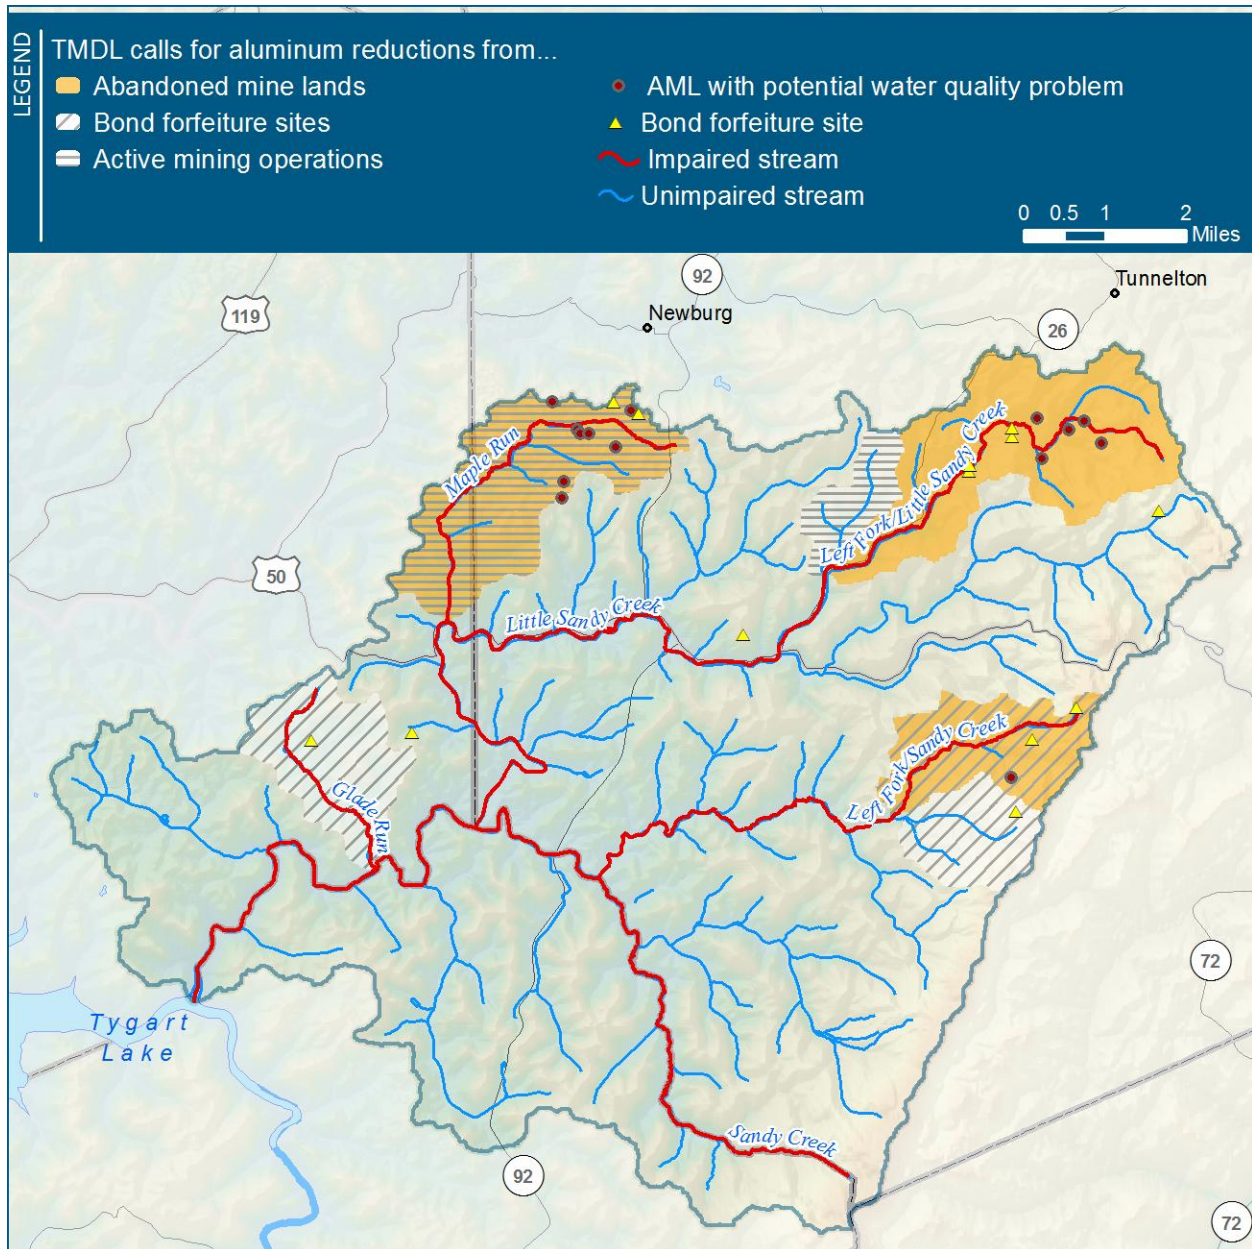 LEGEND
TMDL calls for aluminum reductions from...
Abandoned mine lands
Bond forfeiture sites
Active mining operations
AML with potential water quality problem
Bond forfeiture site
Impaired stream
Unimpaired stream
0 0.5 1 2
Miles
92
Tunnelton
119
Newburg
26
Maple Run
Left Fork/Little Sandy Creek
50
Little Sandy Creek
Left Fork/Sandy Creek
Glade Run
72
Tygart
Lake
Sandy Creek
92
72